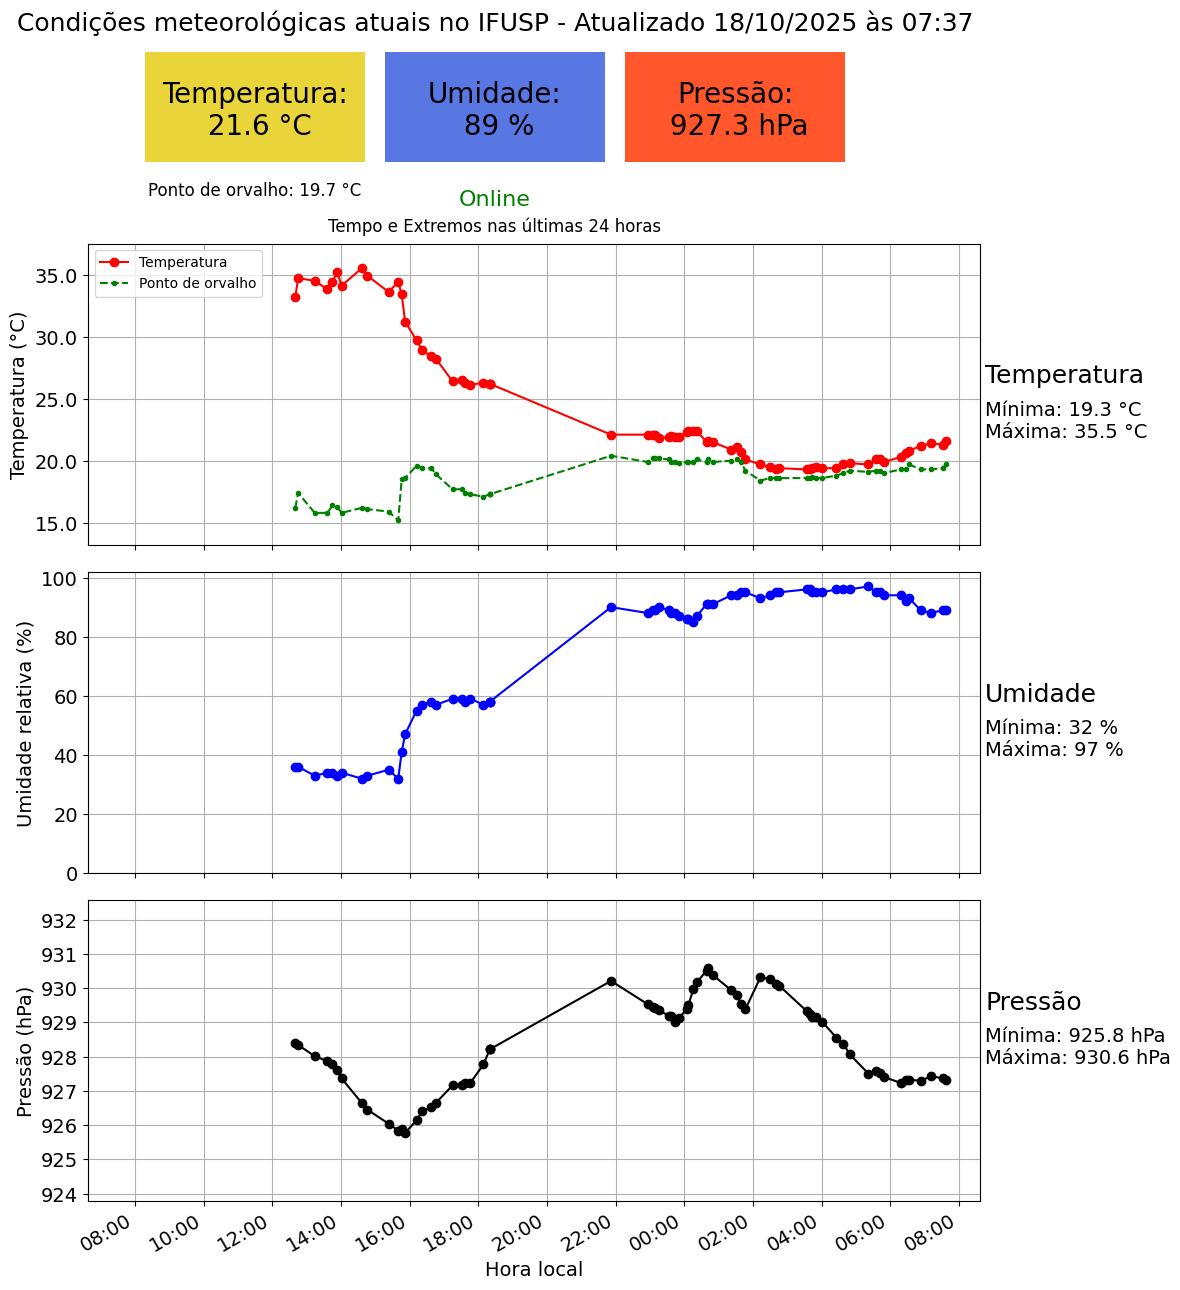 Condições meteorológicas atuais no IFUSP - Atualizado 18/10/2025 às 07:37
Temperatura:
21.6 °C
Umidade:
89 %
Pressão:
927.3 hPa
Ponto de orvalho: 19.7 °C
Online
Tempo e Extremos nas últimas 24 horas
Temperatura
Ponto de orvalho
Temperatura (°C)
35.0
30.0
25.0
20.0
15.0
Temperatura
Mínima: 19.3 °C
Máxima: 35.5 °C
Umidade relativa (%)
100
80
60
40
20
0
Umidade
Mínima: 32 %
Máxima: 97 %
Pressão (hPa)
932
931
930
929
928
927
926
925
924
Pressão
Mínima: 925.8 hPa
Máxima: 930.6 hPa
08:00
10:00
12:00
14:00
16:00
18:00
20:00
22:00
00:00
02:00
04:00
06:00
08:00
Hora local